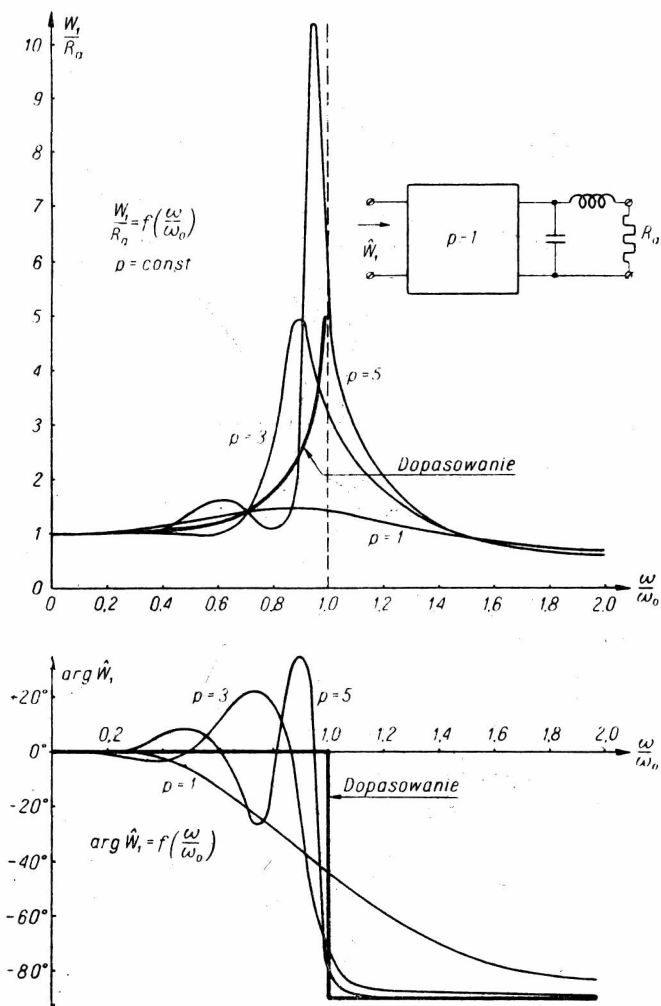 W₁/Rₐ
10
9
8
7
6
5
4
3
2
1
0
W₁/Rₐ = f(ω/ω₀)
p = const
Ŵ₁
p-1
Rₐ
p=5
p=3
Dopasowanie
p=1
0
0,2
0,4
0,6
0,8
1,0
1,2
1,4
1,6
1,8
2,0
ω/ω₀
arg Ŵ₁
+20°
0°
-20°
-40°
-60°
-80°
p=3
p=5
0,2
1,0
1,2
1,4
1,6
1,8
2,0
ω/ω₀
p=1
Dopasowanie
arg Ŵ₁ = f(ω/ω₀)